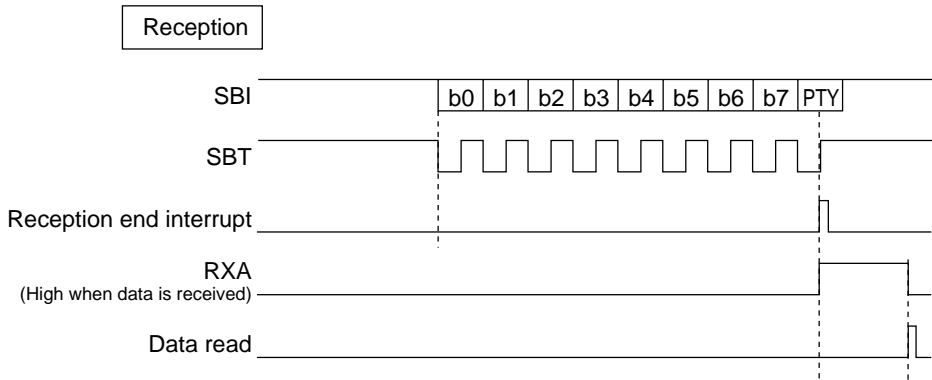 Reception
SBI b0 b1 b2 b3 b4 b5 b6 b7 PTY
SBT
Reception end interrupt
RXA
(High when data is received)
Data read